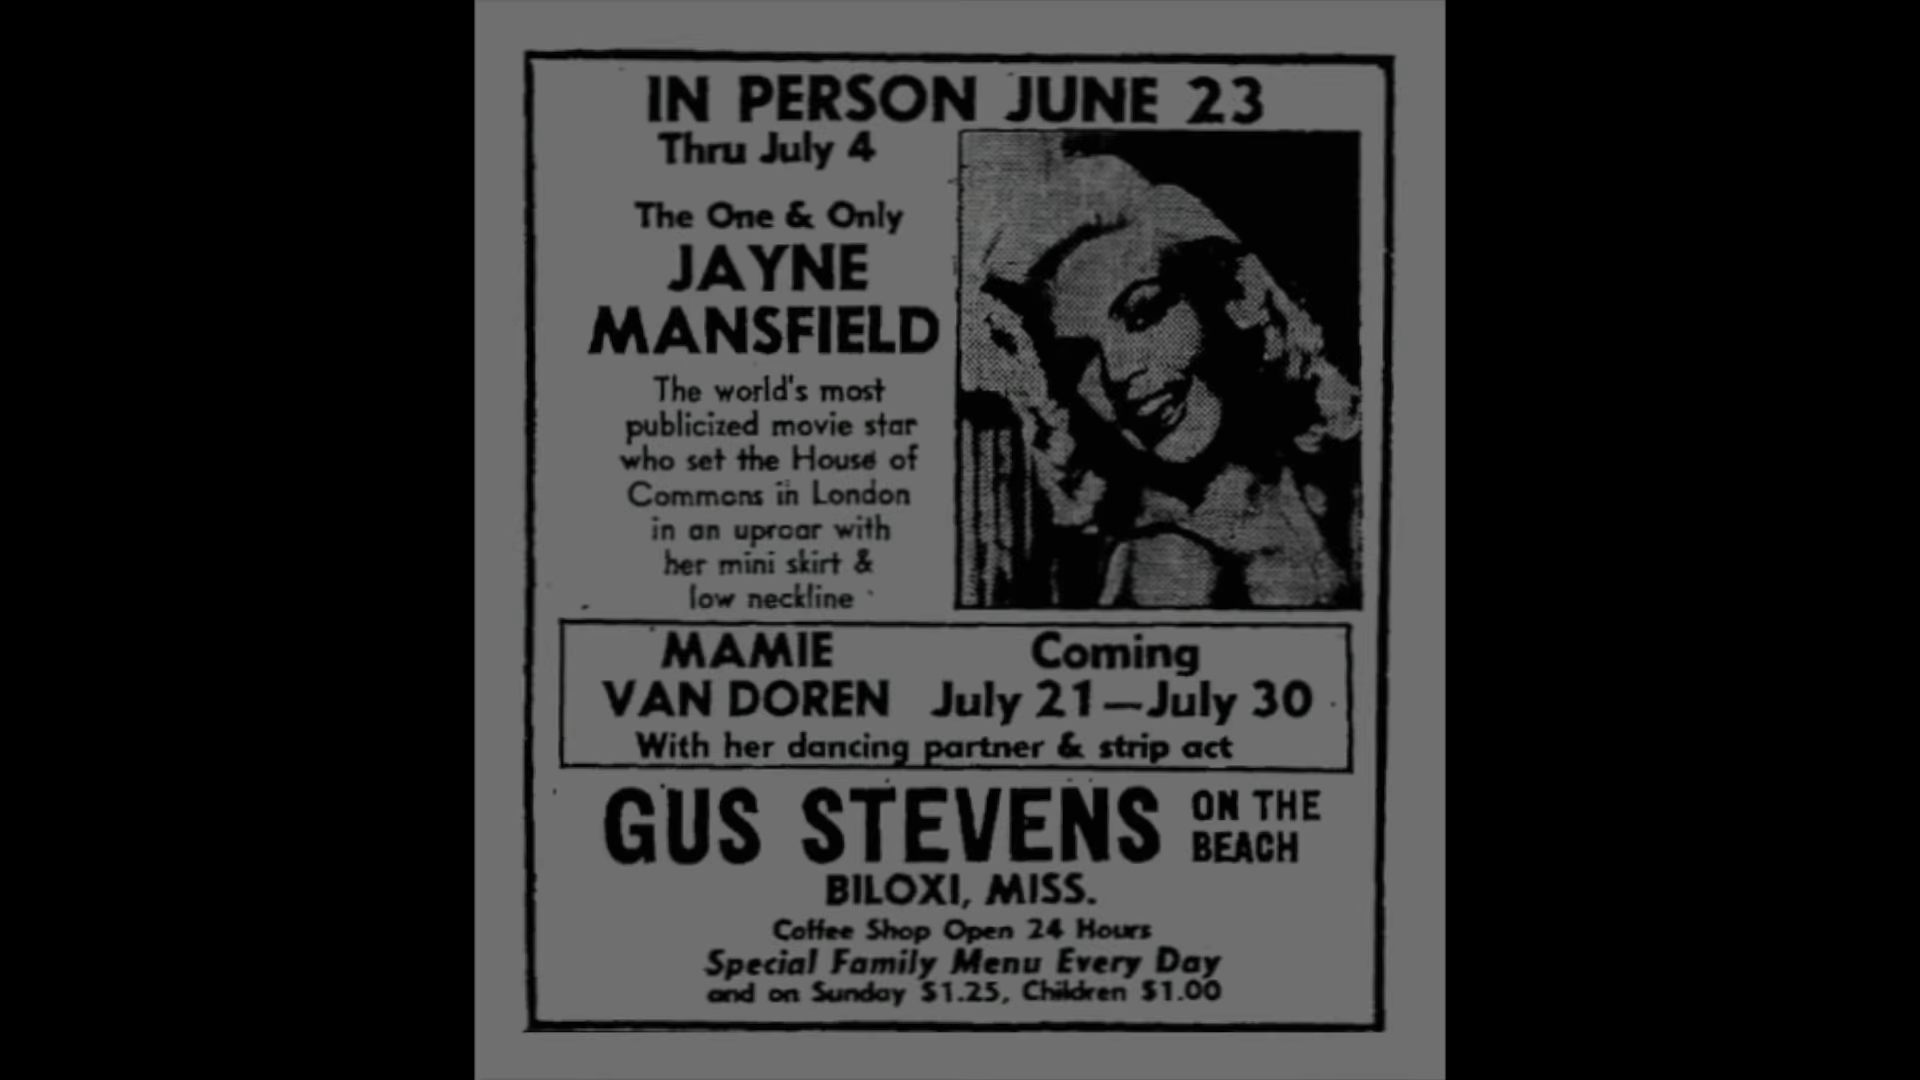 IN PERSON JUNE 23
Thru July 4
The One & Only
JAYNE
MANSFIELD
The world's most
publicized movie star
who set the House of
Commons in London
in an uproar with
her mini skirt &
low neckline
MAMIE
VAN DOREN
Coming
July 21—July 30
With her dancing partner & strip act
GUS STEVENS
ON THE
BEACH
BILOXI, MISS.
Coffee Shop Open 24 Hours
Special Family Menu Every Day
and on Sunday $1.25, Children $1.00